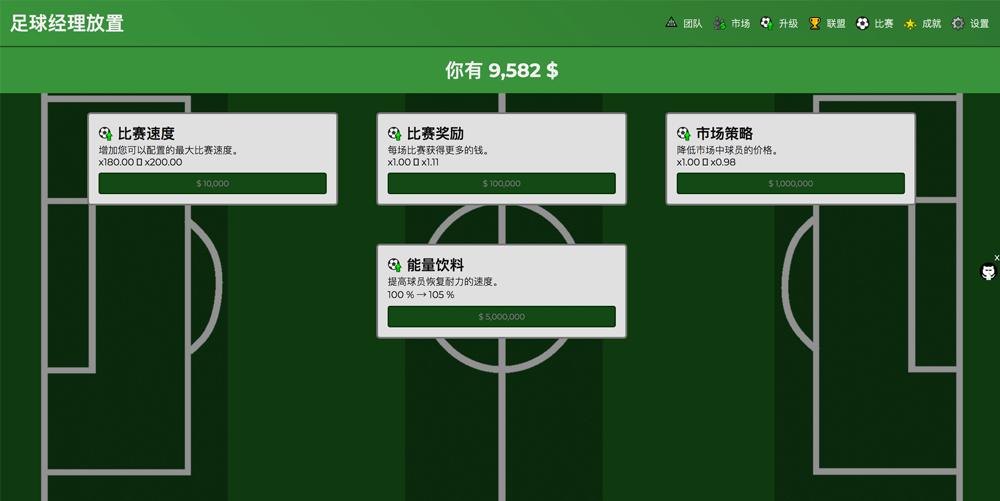 足球经理放置
团队 市场 升级 联盟 比赛 成就 设置
你有 9,582 $
比赛速度
增加您可以配置的最大比赛速度。
x180.00 ▯ x200.00
$ 10,000
比赛奖励
每场比赛获得更多的钱。
x1.00 ▯ x1.11
$ 100,000
市场策略
降低市场中球员的价格。
x1.00 ▯ x0.98
$ 1,000,000
x
能量饮料
提高球员恢复耐力的速度。
100 % → 105 %
$ 5,000,000